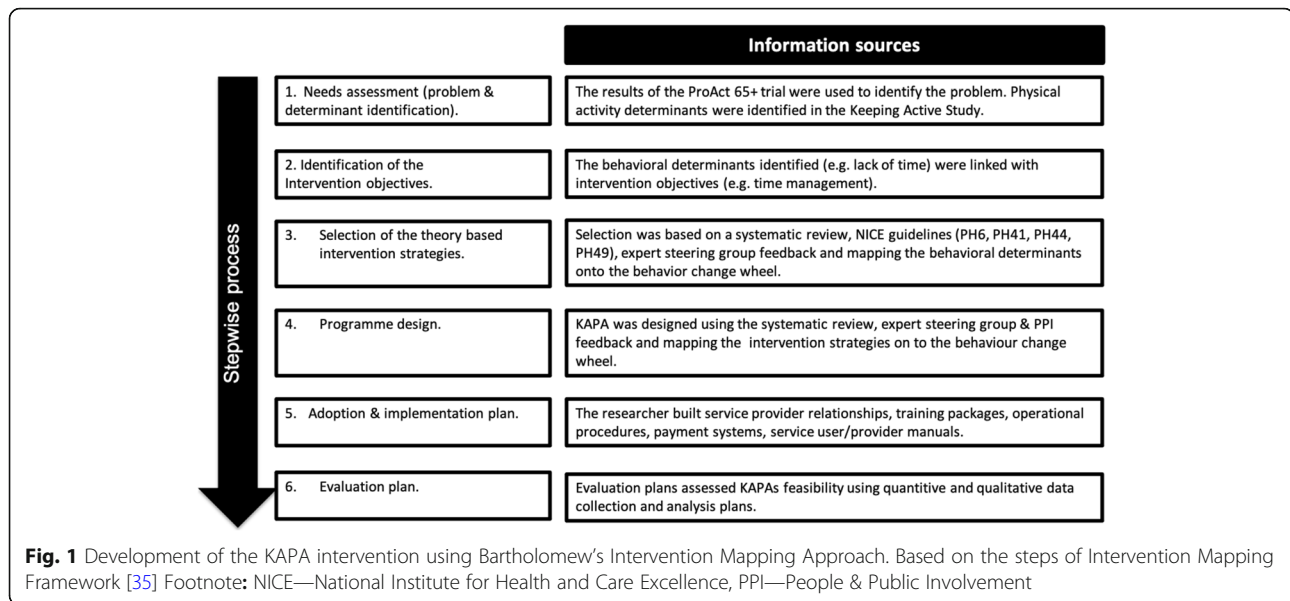 Information sources
Stepwise process
1. Needs assessment (problem &
determinant identification).
The results of the ProAct 65+ trial were used to identify the problem. Physical
activity determinants were identified in the Keeping Active Study.
2. Identification of the
Intervention objectives.
The behavioral determinants identified (e.g. lack of time) were linked with
intervention objectives (e.g. time management).
3. Selection of the theory based
intervention strategies.
Selection was based on a systematic review, NICE guidelines (PH6, PH41, PH44,
PH49), expert steering group feedback and mapping the behavioral determinants
onto the behavior change wheel.
4. Programme design.
KAPA was designed using the systematic review, expert steering group & PPI
feedback and mapping the intervention strategies on to the behaviour change
wheel.
5. Adoption & implementation plan.
The researcher built service provider relationships, training packages, operational
procedures, payment systems, service user/provider manuals.
6. Evaluation plan.
Evaluation plans assessed KAPAs feasibility using quantitive and qualitative data
collection and analysis plans.
Fig. 1 Development of the KAPA intervention using Bartholomew's Intervention Mapping Approach. Based on the steps of Intervention Mapping
Framework [35] Footnote: NICE—National Institute for Health and Care Excellence, PPI—People & Public Involvement